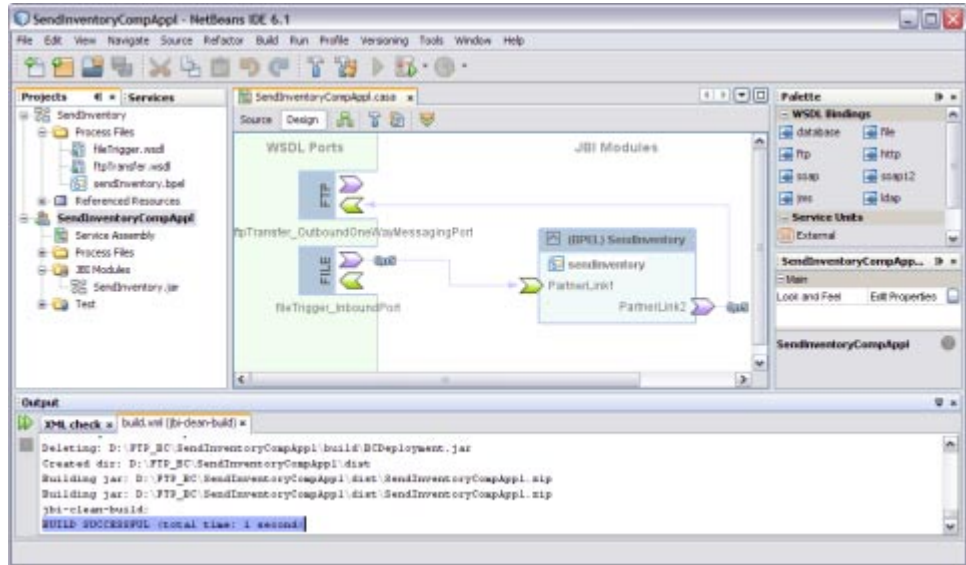 SendInventoryCompAppl - NetBeans IDE 6.1
File Edit View Navigate Source Refactor Build Run Profile Versioning Tools Window Help
Projects Services
SendInventory
Process Files
fileTrigger.wsdl
ftpTransfer.wsdl
sendInventory.bpel
Referenced Resources
SendInventoryCompAppl
Service Assembly
Process Files
JBI Modules
SendInventory.jar
Test
SendInventoryCompAppl.casa
Source Design
WSDL Ports JBI Modules
FTP
ftpTransfer_OutboundOneWayMessagingPort
FILE
fileTrigger_InboundPort
(BPEL) SendInventory
sendInventory
PartnerLink1
PartnerLink2
Palette
WSDL Bindings
database file
ftp http
soap soap12
jms ldap
Service Units
External
SendInventoryCompApp...
Main
Look and Feel Edit Properties
SendInventoryCompAppl
Output
XML check build.xml (jbi-clean-build)
Deleting: D:\FTP_BC\SendInventoryCompAppl\build\BCDeployment.jar
Created dir: D:\FTP_BC\SendInventoryCompAppl\dist
Building jar: D:\FTP_BC\SendInventoryCompAppl\dist\SendInventoryCompAppl.zip
Building jar: D:\FTP_BC\SendInventoryCompAppl\dist\SendInventoryCompAppl.zip
jbi-clean-build:
BUILD SUCCESSFUL (total time: 1 second)